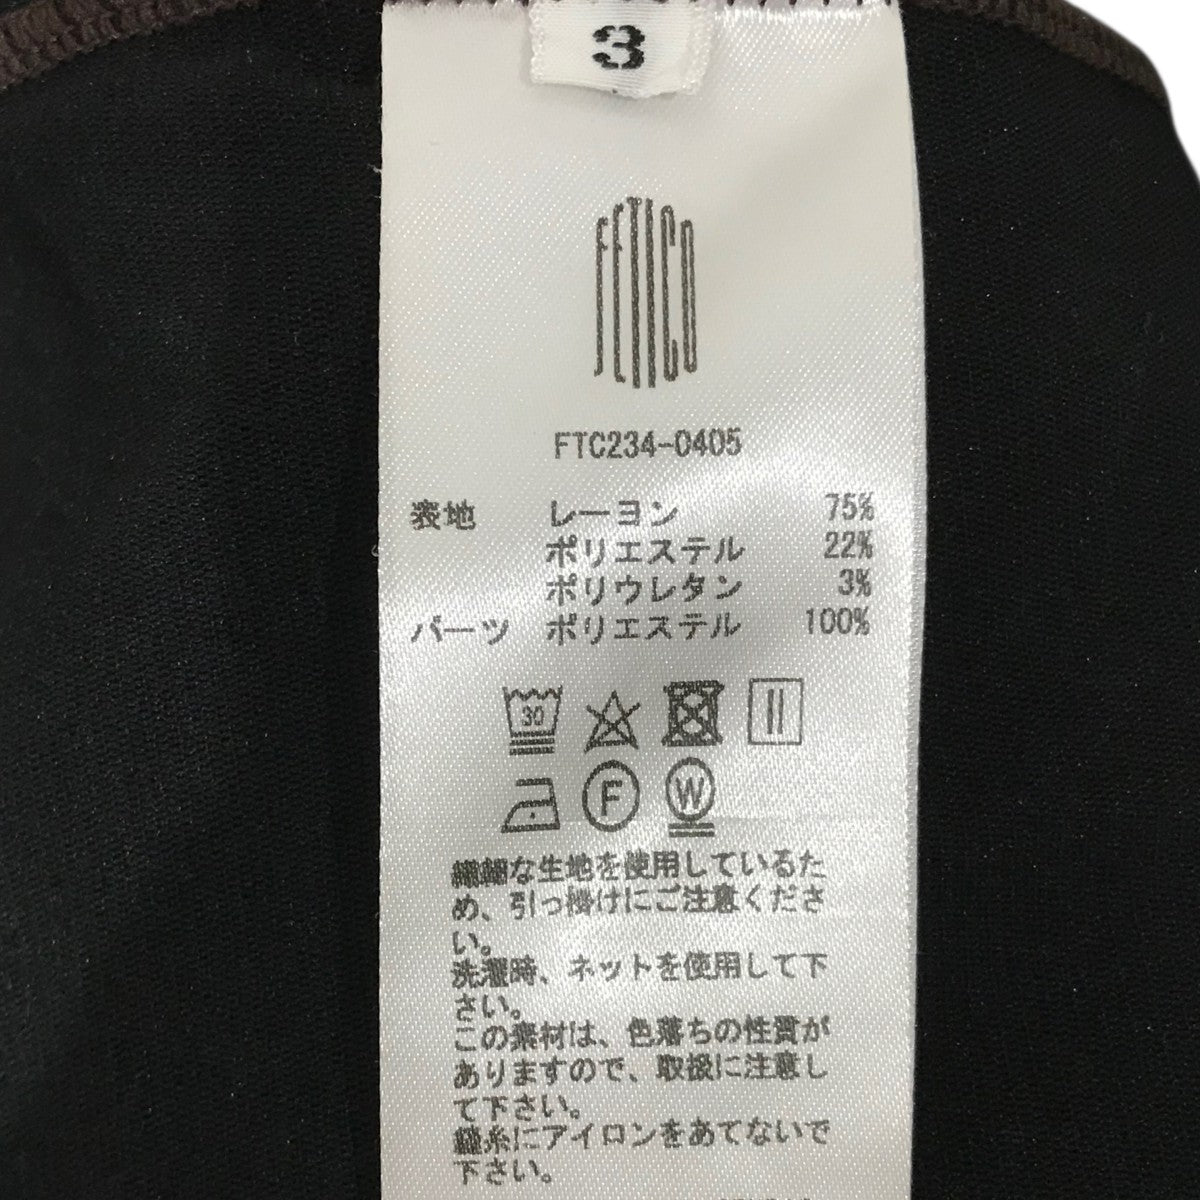 3
FETICO
FTC234-0405
表地 レーヨン 75%
ポリエステル 22%
ポリウレタン 3%
パーツ ポリエステル 100%
30
F
W
繊細な生地を使用しているた
め、引っ掛けにご注意くださ
い。
洗濯時、ネットを使用して下
さい。
この素材は、色落ちの性質が
ありますので、取扱に注意し
て下さい。
縫糸にアイロンをあてないで
下さい。